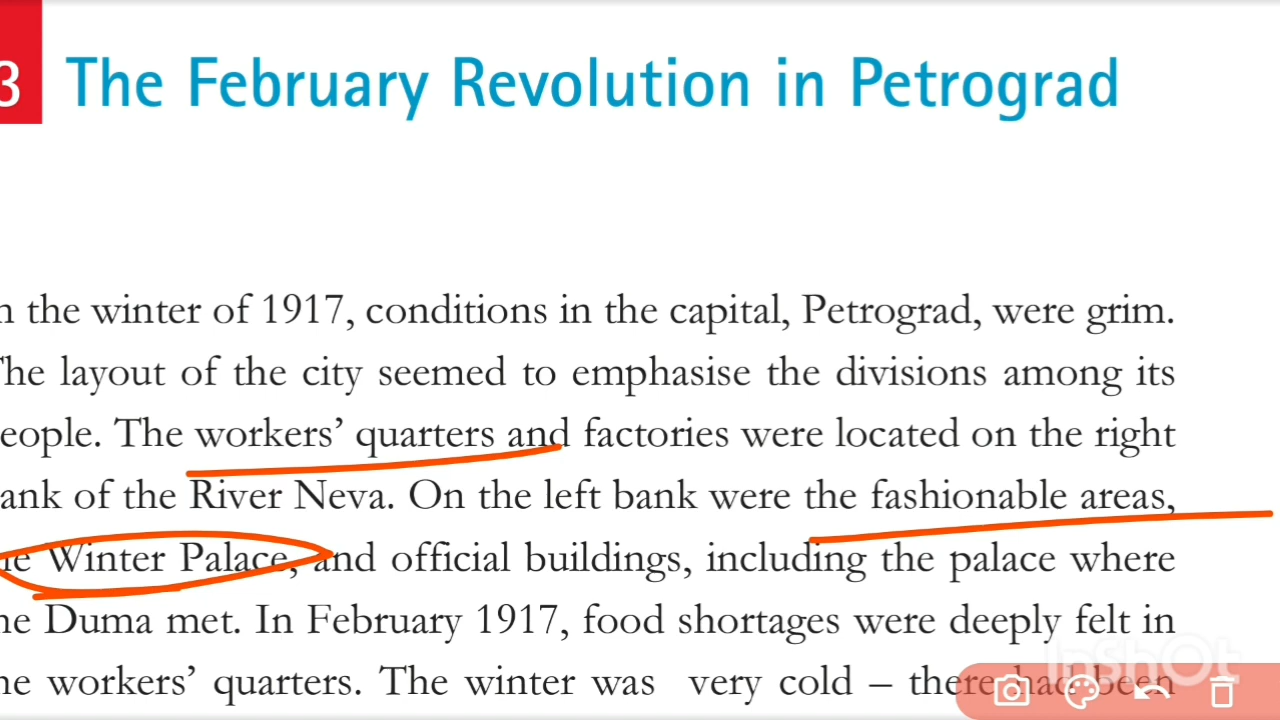 3 The February Revolution in Petrograd
n the winter of 1917, conditions in the capital, Petrograd, were grim.
he layout of the city seemed to emphasise the divisions among its
eople. The workers' quarters and factories were located on the right
ank of the River Neva. On the left bank were the fashionable areas,
he Winter Palace, and official buildings, including the palace where
he Duma met. In February 1917, food shortages were deeply felt in
he workers' quarters. The winter was very cold – there had been
InShOt